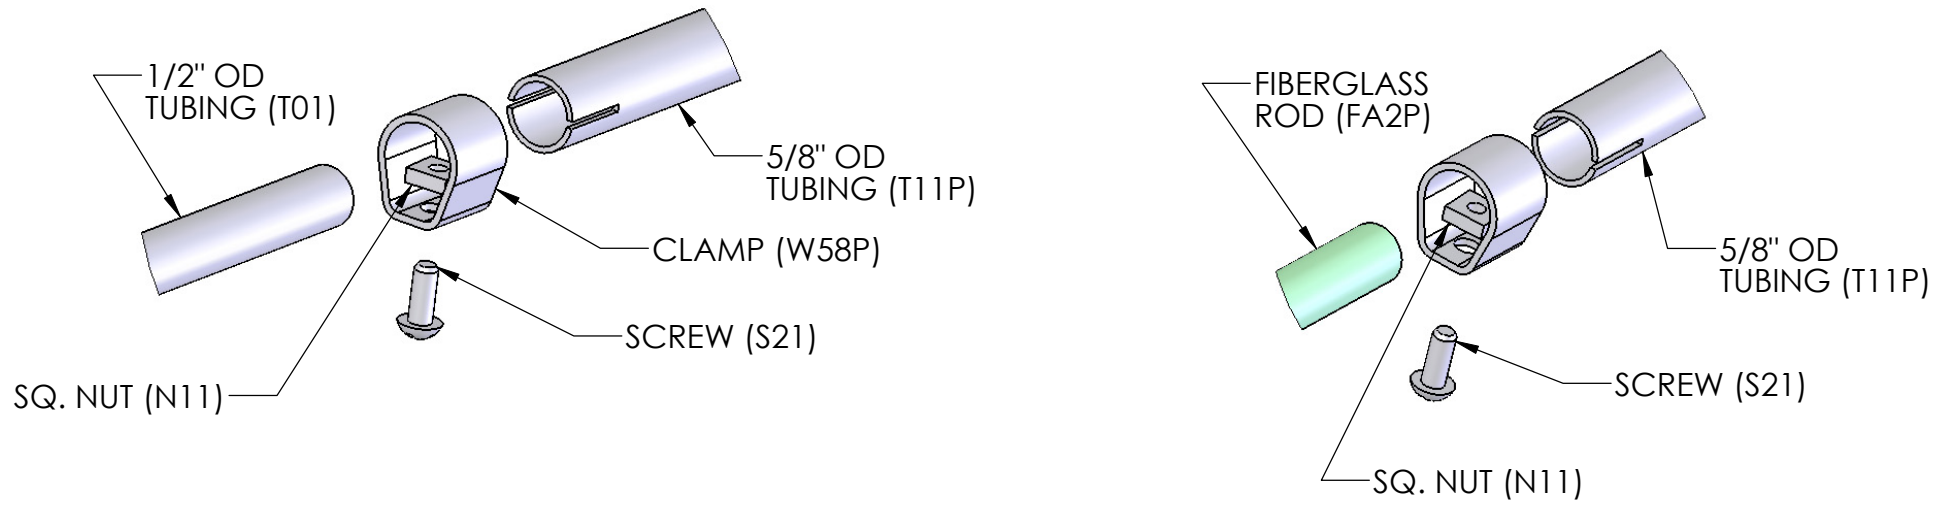 1/2" OD
TUBING (T01)
5/8" OD
TUBING (T11P)
CLAMP (W58P)
SCREW (S21)
SQ. NUT (N11)
FIBERGLASS
ROD (FA2P)
5/8" OD
TUBING (T11P)
SCREW (S21)
SQ. NUT (N11)